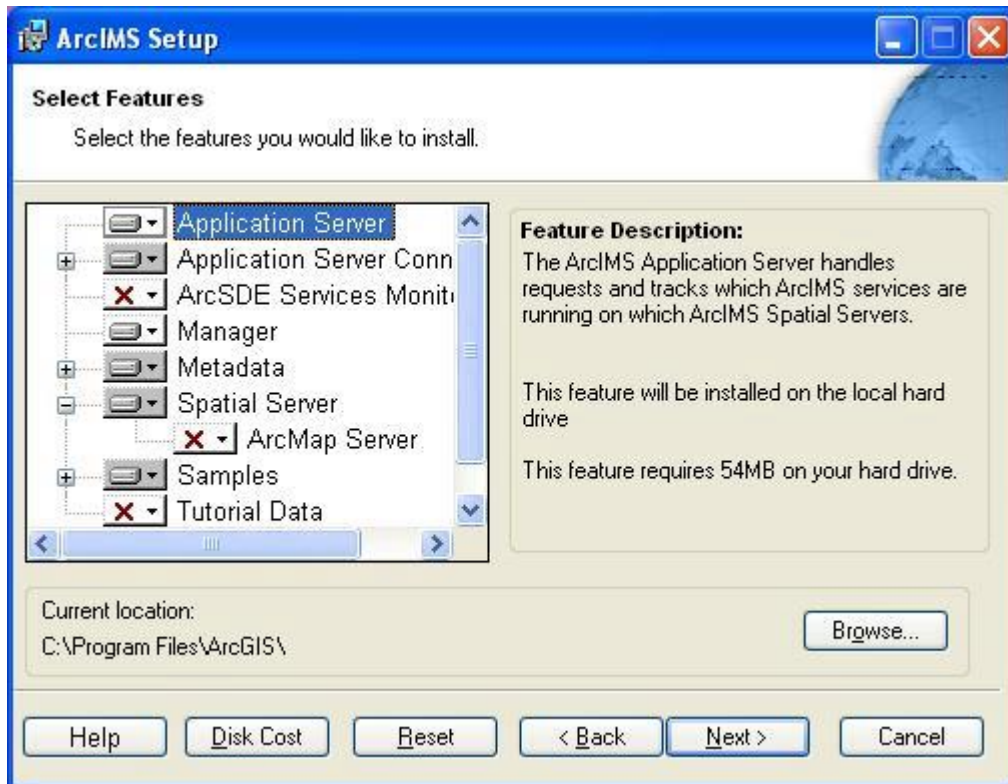 ArcIMS Setup
Select Features
Select the features you would like to install.
Application Server
Application Server Conn
ArcSDE Services Monit
Manager
Metadata
Spatial Server
ArcMap Server
Samples
Tutorial Data
Feature Description:
The ArcIMS Application Server handles
requests and tracks which ArcIMS services are
running on which ArcIMS Spatial Servers.
This feature will be installed on the local hard
drive
This feature requires 54MB on your hard drive.
Current location:
C:\Program Files\ArcGIS\
Browse...
Help
Disk Cost
Reset
< Back
Next >
Cancel